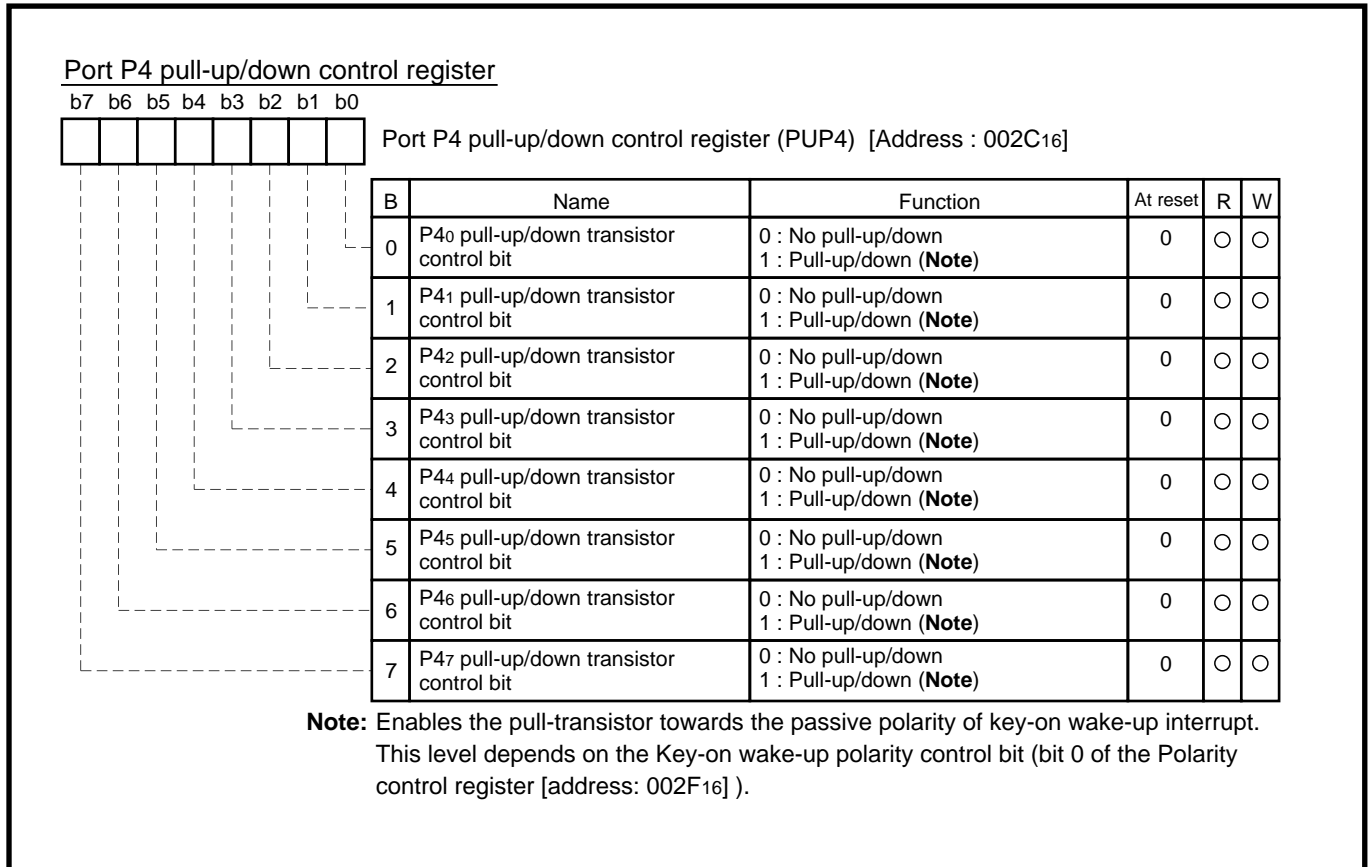 Port P4 pull-up/down control register
b7 b6 b5 b4 b3 b2 b1 b0
Port P4 pull-up/down control register (PUP4) [Address : 002C16]
B Name Function At reset R W
0 P40 pull-up/down transistor control bit 0 : No pull-up/down 1 : Pull-up/down (Note) 0 ○ ○
1 P41 pull-up/down transistor control bit 0 : No pull-up/down 1 : Pull-up/down (Note) 0 ○ ○
2 P42 pull-up/down transistor control bit 0 : No pull-up/down 1 : Pull-up/down (Note) 0 ○ ○
3 P43 pull-up/down transistor control bit 0 : No pull-up/down 1 : Pull-up/down (Note) 0 ○ ○
4 P44 pull-up/down transistor control bit 0 : No pull-up/down 1 : Pull-up/down (Note) 0 ○ ○
5 P45 pull-up/down transistor control bit 0 : No pull-up/down 1 : Pull-up/down (Note) 0 ○ ○
6 P46 pull-up/down transistor control bit 0 : No pull-up/down 1 : Pull-up/down (Note) 0 ○ ○
7 P47 pull-up/down transistor control bit 0 : No pull-up/down 1 : Pull-up/down (Note) 0 ○ ○
Note: Enables the pull-transistor towards the passive polarity of key-on wake-up interrupt.
This level depends on the Key-on wake-up polarity control bit (bit 0 of the Polarity
control register [address: 002F16] ).